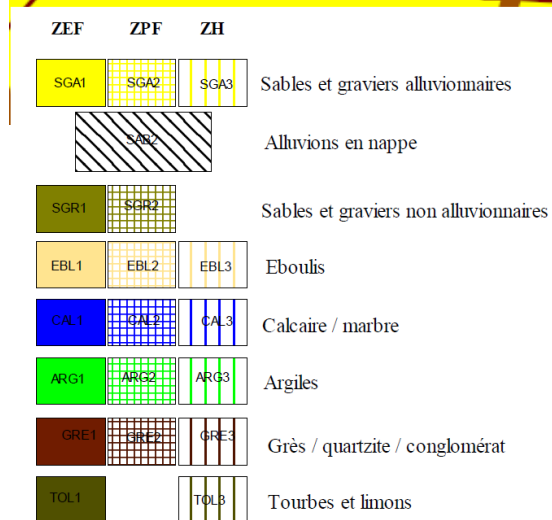 ZEF ZPF ZH
SGA1 SGA2 SGA3 Sables et graviers alluvionnaires
SAB2 Alluvions en nappe
SGR1 SGR2 Sables et graviers non alluvionnaires
EBL1 EBL2 EBL3 Eboulis
CAL1 CAL2 CAL3 Calcaire / marbre
ARG1 ARG2 ARG3 Argiles
GRE1 GRE2 GRE3 Grès / quartzite / conglomérat
TOL1 TOL3 Tourbes et limons